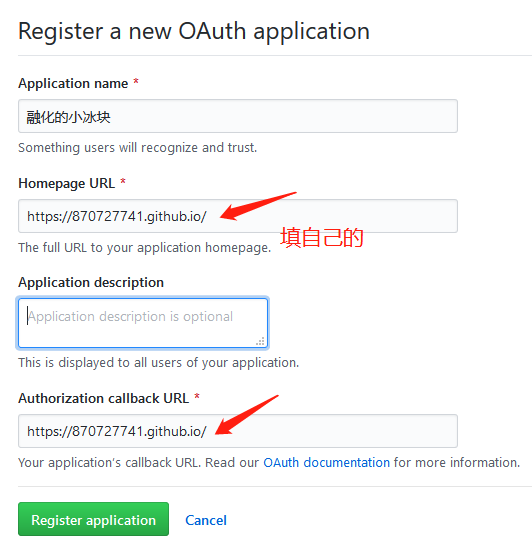 Register a new OAuth application
Application name *
融化的小冰块
Something users will recognize and trust.
Homepage URL *
https://870727741.github.io/
The full URL to your application homepage.
填自己的
Application description
Application description is optional
This is displayed to all users of your application.
Authorization callback URL *
https://870727741.github.io/
Your application's callback URL. Read our OAuth documentation for more information.
Register application
Cancel